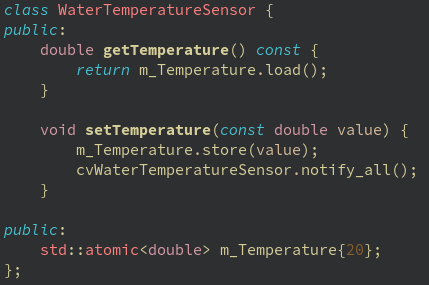 class WaterTemperatureSensor {
public:
    double getTemperature() const {
        return m_Temperature.load();
    }

    void setTemperature(const double value) {
        m_Temperature.store(value);
        cvWaterTemperatureSensor.notify_all();
    }

public:
    std::atomic<double> m_Temperature{20};
};